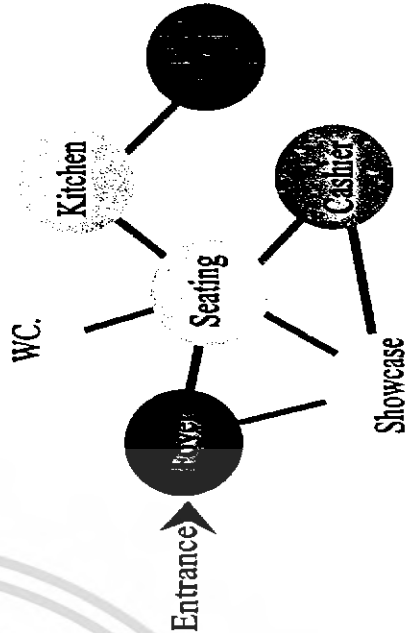 WC.
Kitchen
Seating
Cashier
Foyer
Entrance
Showcase